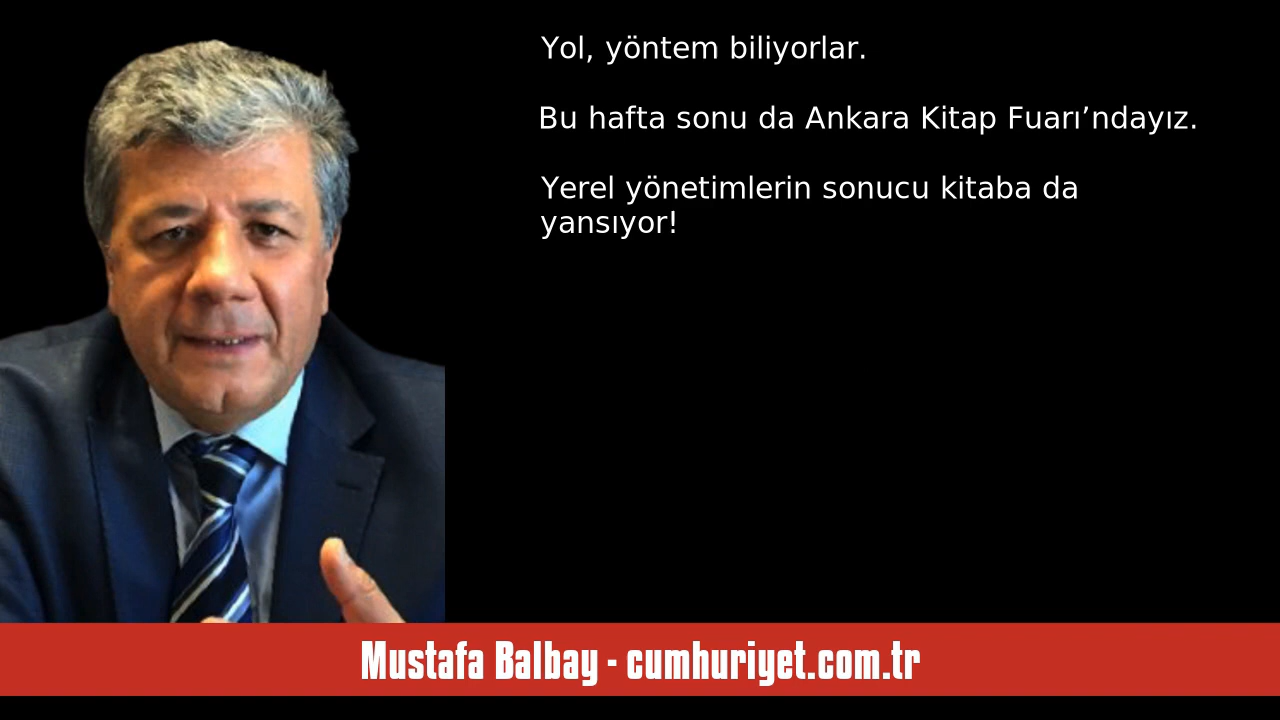 Yol, yöntem biliyorlar.
Bu hafta sonu da Ankara Kitap Fuarı’ndayız.
Yerel yönetimlerin sonucu kitaba da
yansıyor!
Mustafa Balbay - cumhuriyet.com.tr